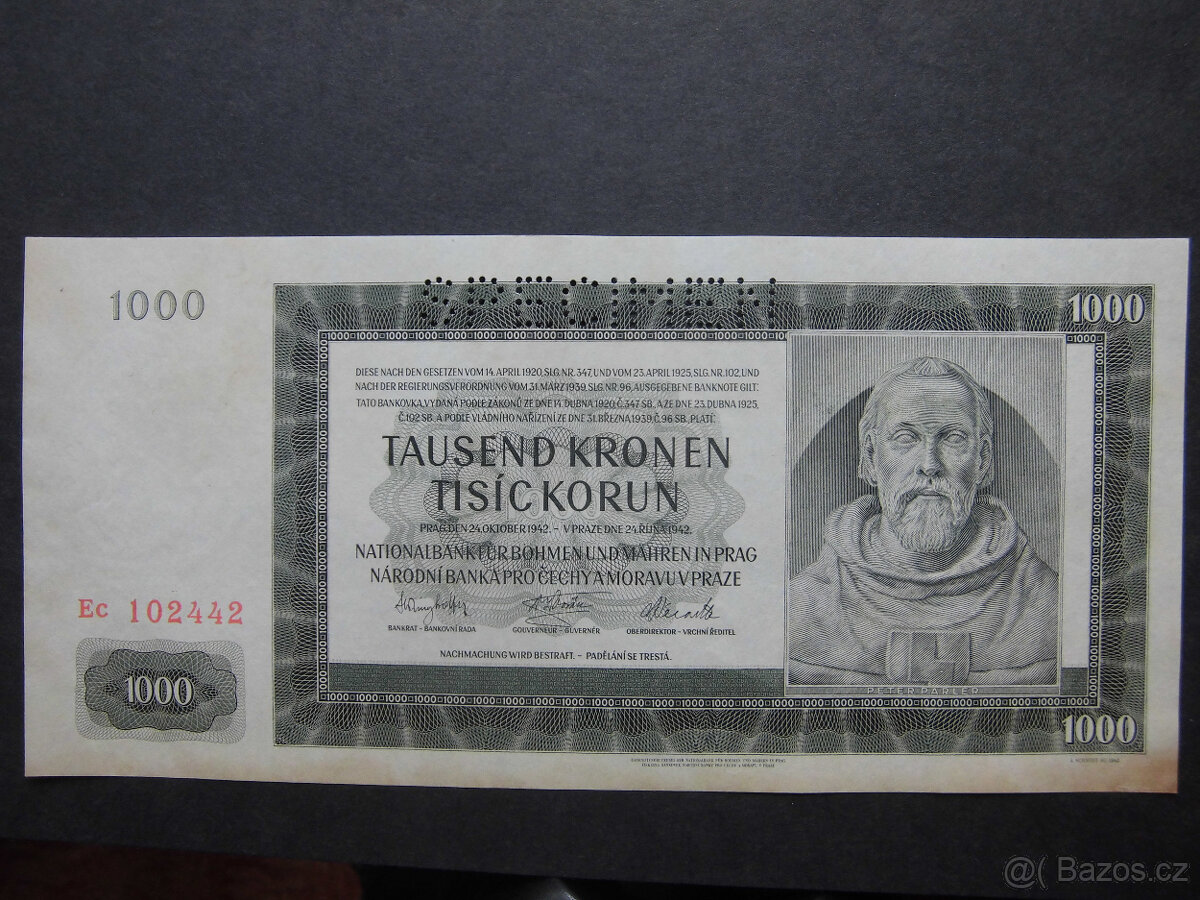 SPECIMEN
1000
1000
DIESE NACH DEN GESETZEN VOM 14. APRIL 1920, SLG. NR. 347, UND VOM 23. APRIL 1925, SLG. NR. 102, UND
NACH DER REGIERUNGSVERORDNUNG VOM 31. MÄRZ 1939, SLG. NR. 96, AUSGEGEBENE BANKNOTE GILT.
TATO BANKOVKA, VYDANÁ PODLE ZÁKONŮ ZE DNE 14. DUBNA 1920 Č. 347 SB. A ZE DNE 23. DUBNA 1925,
Č. 102 SB. A PODLE VLÁDNÍHO NAŘÍZENÍ ZE DNE 31. BŘEZNA 1939 Č. 96 SB., PLATÍ.
TAUSEND KRONEN
TISÍC KORUN
PRAG, DEN 24. OKTOBER 1942. – V PRAZE DNE 24. ŘÍJNA 1942.
NATIONALBANK FÜR BÖHMEN UND MÄHREN IN PRAG
NÁRODNÍ BANKA PRO ČECHY A MORAVU V PRAZE
BANKRAT – BANKOVNÍ RADA
GOUVERNEUR – GUVERNÉR
OBERDIREKTOR – VRCHNÍ ŘEDITEL
NACHMACHUNG WIRD BESTRAFT. – PADĚLÁNÍ SE TRESTÁ.
Ec 102442
1000
PETER PARLER
1000
@( Bazos.cz